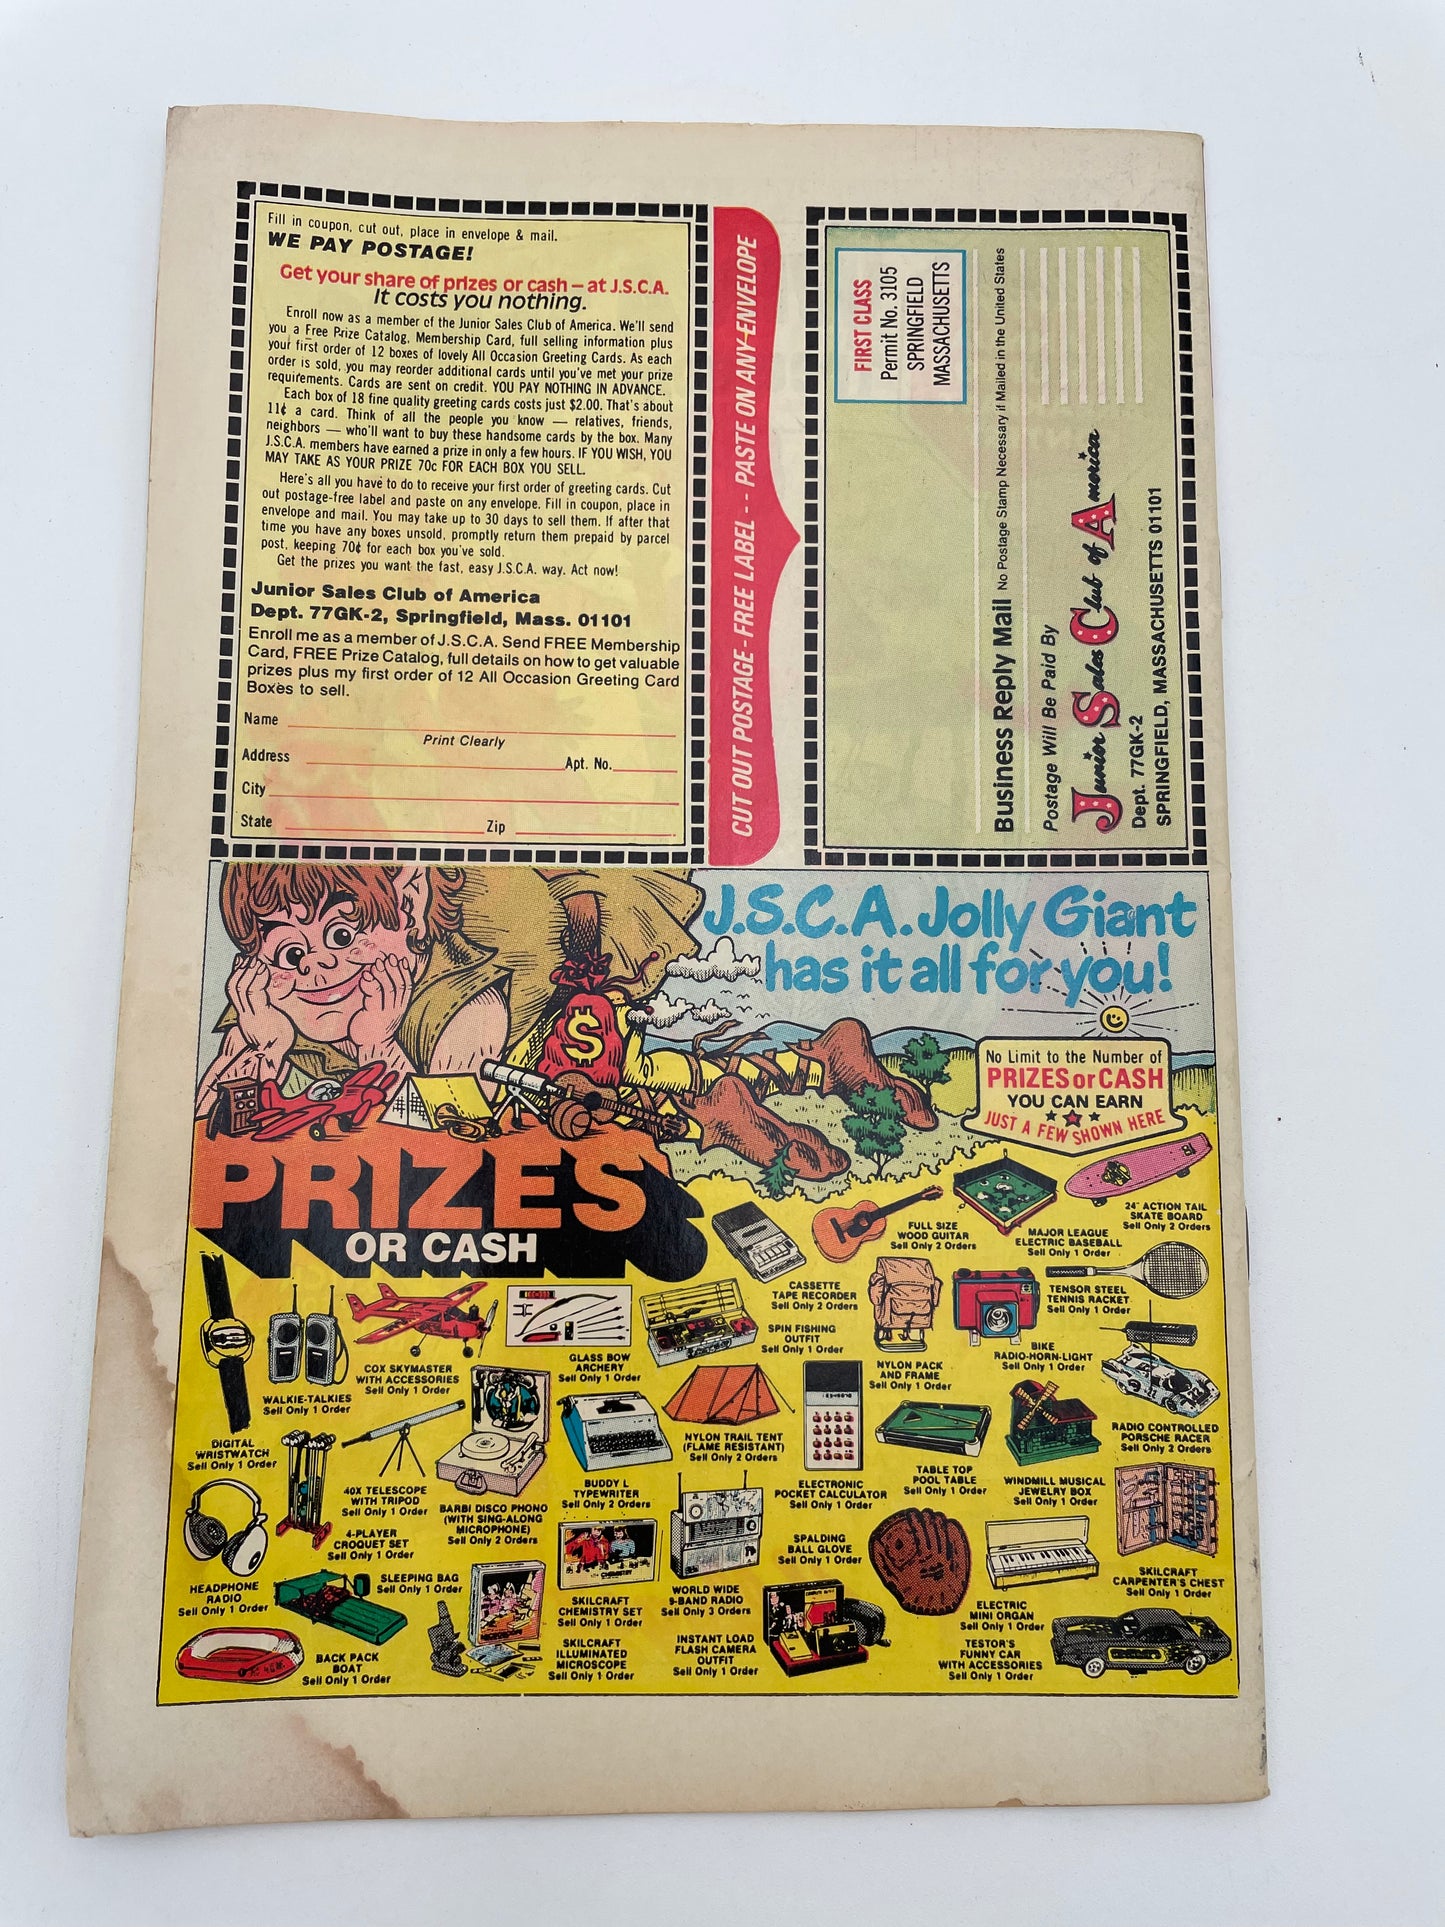 Fill in coupon, cut out, place in envelope & mail.
WE PAY POSTAGE!
Get your share of prizes or cash – at J.S.C.A.
It costs you nothing.
Enroll now as a member of the Junior Sales Club of America. We'll send
you a Free Prize Catalog, Membership Card, full selling information plus
your first order of 12 boxes of lovely All Occasion Greeting Cards. As each
order is sold, you may reorder additional cards until you've met your prize
requirements. Cards are sent on credit. YOU PAY NOTHING IN ADVANCE.
Each box of 18 fine quality greeting cards costs just $2.00. That's about
11¢ a card. Think of all the people you know — relatives, friends,
neighbors — who'll want to buy these handsome cards by the box. Many
J.S.C.A. members have earned a prize in only a few hours. IF YOU WISH, YOU
MAY TAKE AS YOUR PRIZE 70c FOR EACH BOX YOU SELL.
Here's all you have to do to receive your first order of greeting cards. Cut
out postage-free label and paste on any envelope. Fill in coupon, place in
envelope and mail. You may take up to 30 days to sell them. If after that
time you have any boxes unsold, promptly return them prepaid by parcel
post, keeping 70¢ for each box you've sold.
Get the prizes you want the fast, easy J.S.C.A. way. Act now!
Junior Sales Club of America
Dept. 77GK-2, Springfield, Mass. 01101
Enroll me as a member of J.S.C.A. Send FREE Membership
Card, FREE Prize Catalog, full details on how to get valuable
prizes plus my first order of 12 All Occasion Greeting Card
Boxes to sell.
Name
Print Clearly
Address Apt. No.
City
State Zip
CUT OUT POSTAGE-FREE LABEL -- PASTE ON ANY ENVELOPE
FIRST CLASS
Permit No. 3105
SPRINGFIELD
MASSACHUSETTS
Business Reply Mail No Postage Stamp Necessary if Mailed in the United States
Postage Will Be Paid By
Junior Sales Club of America
Dept. 77GK-2
SPRINGFIELD, MASSACHUSETTS 01101
J.S.C.A. Jolly Giant
has it all for you!
$
No Limit to the Number of
PRIZES or CASH
YOU CAN EARN
JUST A FEW SHOWN HERE
PRIZES
OR CASH
24" ACTION TAIL
SKATE BOARD
Sell Only 2 Orders
FULL SIZE
WOOD GUITAR
Sell Only 2 Orders
MAJOR LEAGUE
ELECTRIC BASEBALL
Sell Only 1 Order
CASSETTE
TAPE RECORDER
Sell Only 2 Orders
TENSOR STEEL
TENNIS RACKET
Sell Only 1 Order
SPIN FISHING
OUTFIT
Sell Only 1 Order
BIKE
RADIO-HORN-LIGHT
Sell Only 1 Order
GLASS BOW
ARCHERY
Sell Only 1 Order
NYLON PACK
AND FRAME
Sell Only 1 Order
COX SKYMASTER
WITH ACCESSORIES
Sell Only 1 Order
WALKIE-TALKIES
Sell Only 1 Order
RADIO CONTROLLED
PORSCHE RACER
Sell Only 2 Orders
DIGITAL
WRISTWATCH
Sell Only 1 Order
NYLON TRAIL TENT
(FLAME RESISTANT)
Sell Only 2 Orders
40X TELESCOPE
WITH TRIPOD
Sell Only 1 Order
BARBI DISCO PHONO
(WITH SING-ALONG
MICROPHONE)
Sell Only 2 Orders
BUDDY L
TYPEWRITER
Sell Only 2 Orders
ELECTRONIC
POCKET CALCULATOR
Sell Only 1 Order
TABLE TOP
POOL TABLE
Sell Only 1 Order
WINDMILL MUSICAL
JEWELRY BOX
Sell Only 1 Order
4-PLAYER
CROQUET SET
Sell Only 1 Order
SPALDING
BALL GLOVE
Sell Only 1 Order
HEADPHONE
RADIO
Sell Only 1 Order
SLEEPING BAG
Sell Only 1 Order
CHEMISTRY
SKILCRAFT
CHEMISTRY SET
Sell Only 1 Order
WORLD WIDE
9-BAND RADIO
Sell Only 3 Orders
SKILCRAFT
CARPENTER'S CHEST
Sell Only 1 Order
ELECTRIC
MINI ORGAN
Sell Only 1 Order
BACK PACK
BOAT
Sell Only 1 Order
SKILCRAFT
ILLUMINATED
MICROSCOPE
Sell Only 1 Order
INSTANT LOAD
FLASH CAMERA
OUTFIT
Sell Only 1 Order
TESTOR'S
FUNNY CAR
WITH ACCESSORIES
Sell Only 1 Order